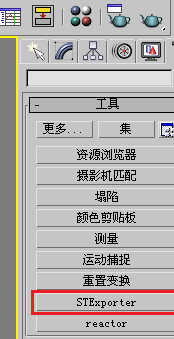 工具
更多... 集
资源浏览器
摄影机匹配
塌陷
颜色剪贴板
测量
运动捕捉
重置变换
STExporter
reactor